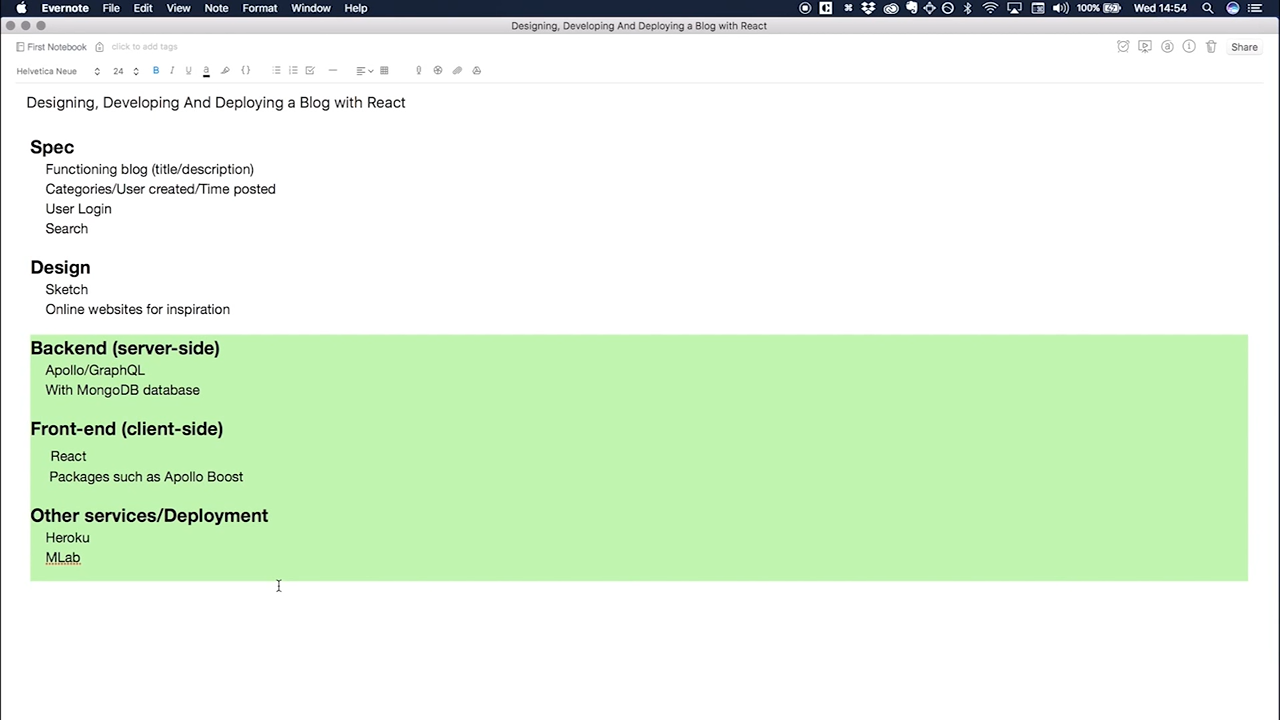 Evernote File Edit View Note Format Window Help 100% Wed 14:54
Designing, Developing And Deploying a Blog with React
First Notebook click to add tags Share
Helvetica Neue 24 B I U a {}
Designing, Developing And Deploying a Blog with React
Spec
Functioning blog (title/description)
Categories/User created/Time posted
User Login
Search
Design
Sketch
Online websites for inspiration
Backend (server-side)
Apollo/GraphQL
With MongoDB database
Front-end (client-side)
React
Packages such as Apollo Boost
Other services/Deployment
Heroku
MLab